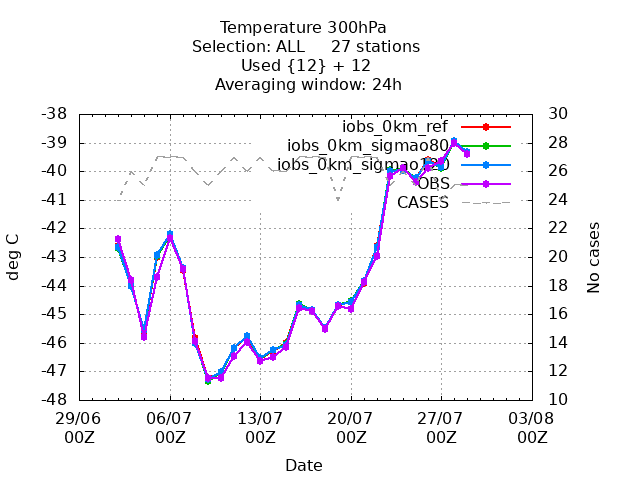 Temperature 300hPa
Selection: ALL 27 stations
Used {12} + 12
Averaging window: 24h
-38
-39
-40
-41
-42
-43
-44
-45
-46
-47
-48
30
28
26
24
22
20
18
16
14
12
10
iobs_0km_ref
iobs_0km_sigmao80
iobs_0km_sigmao120
OBS
CASES
deg C
No cases
29/06 06/07 13/07 20/07 27/07 03/08
00Z 00Z 00Z 00Z 00Z 00Z
Date